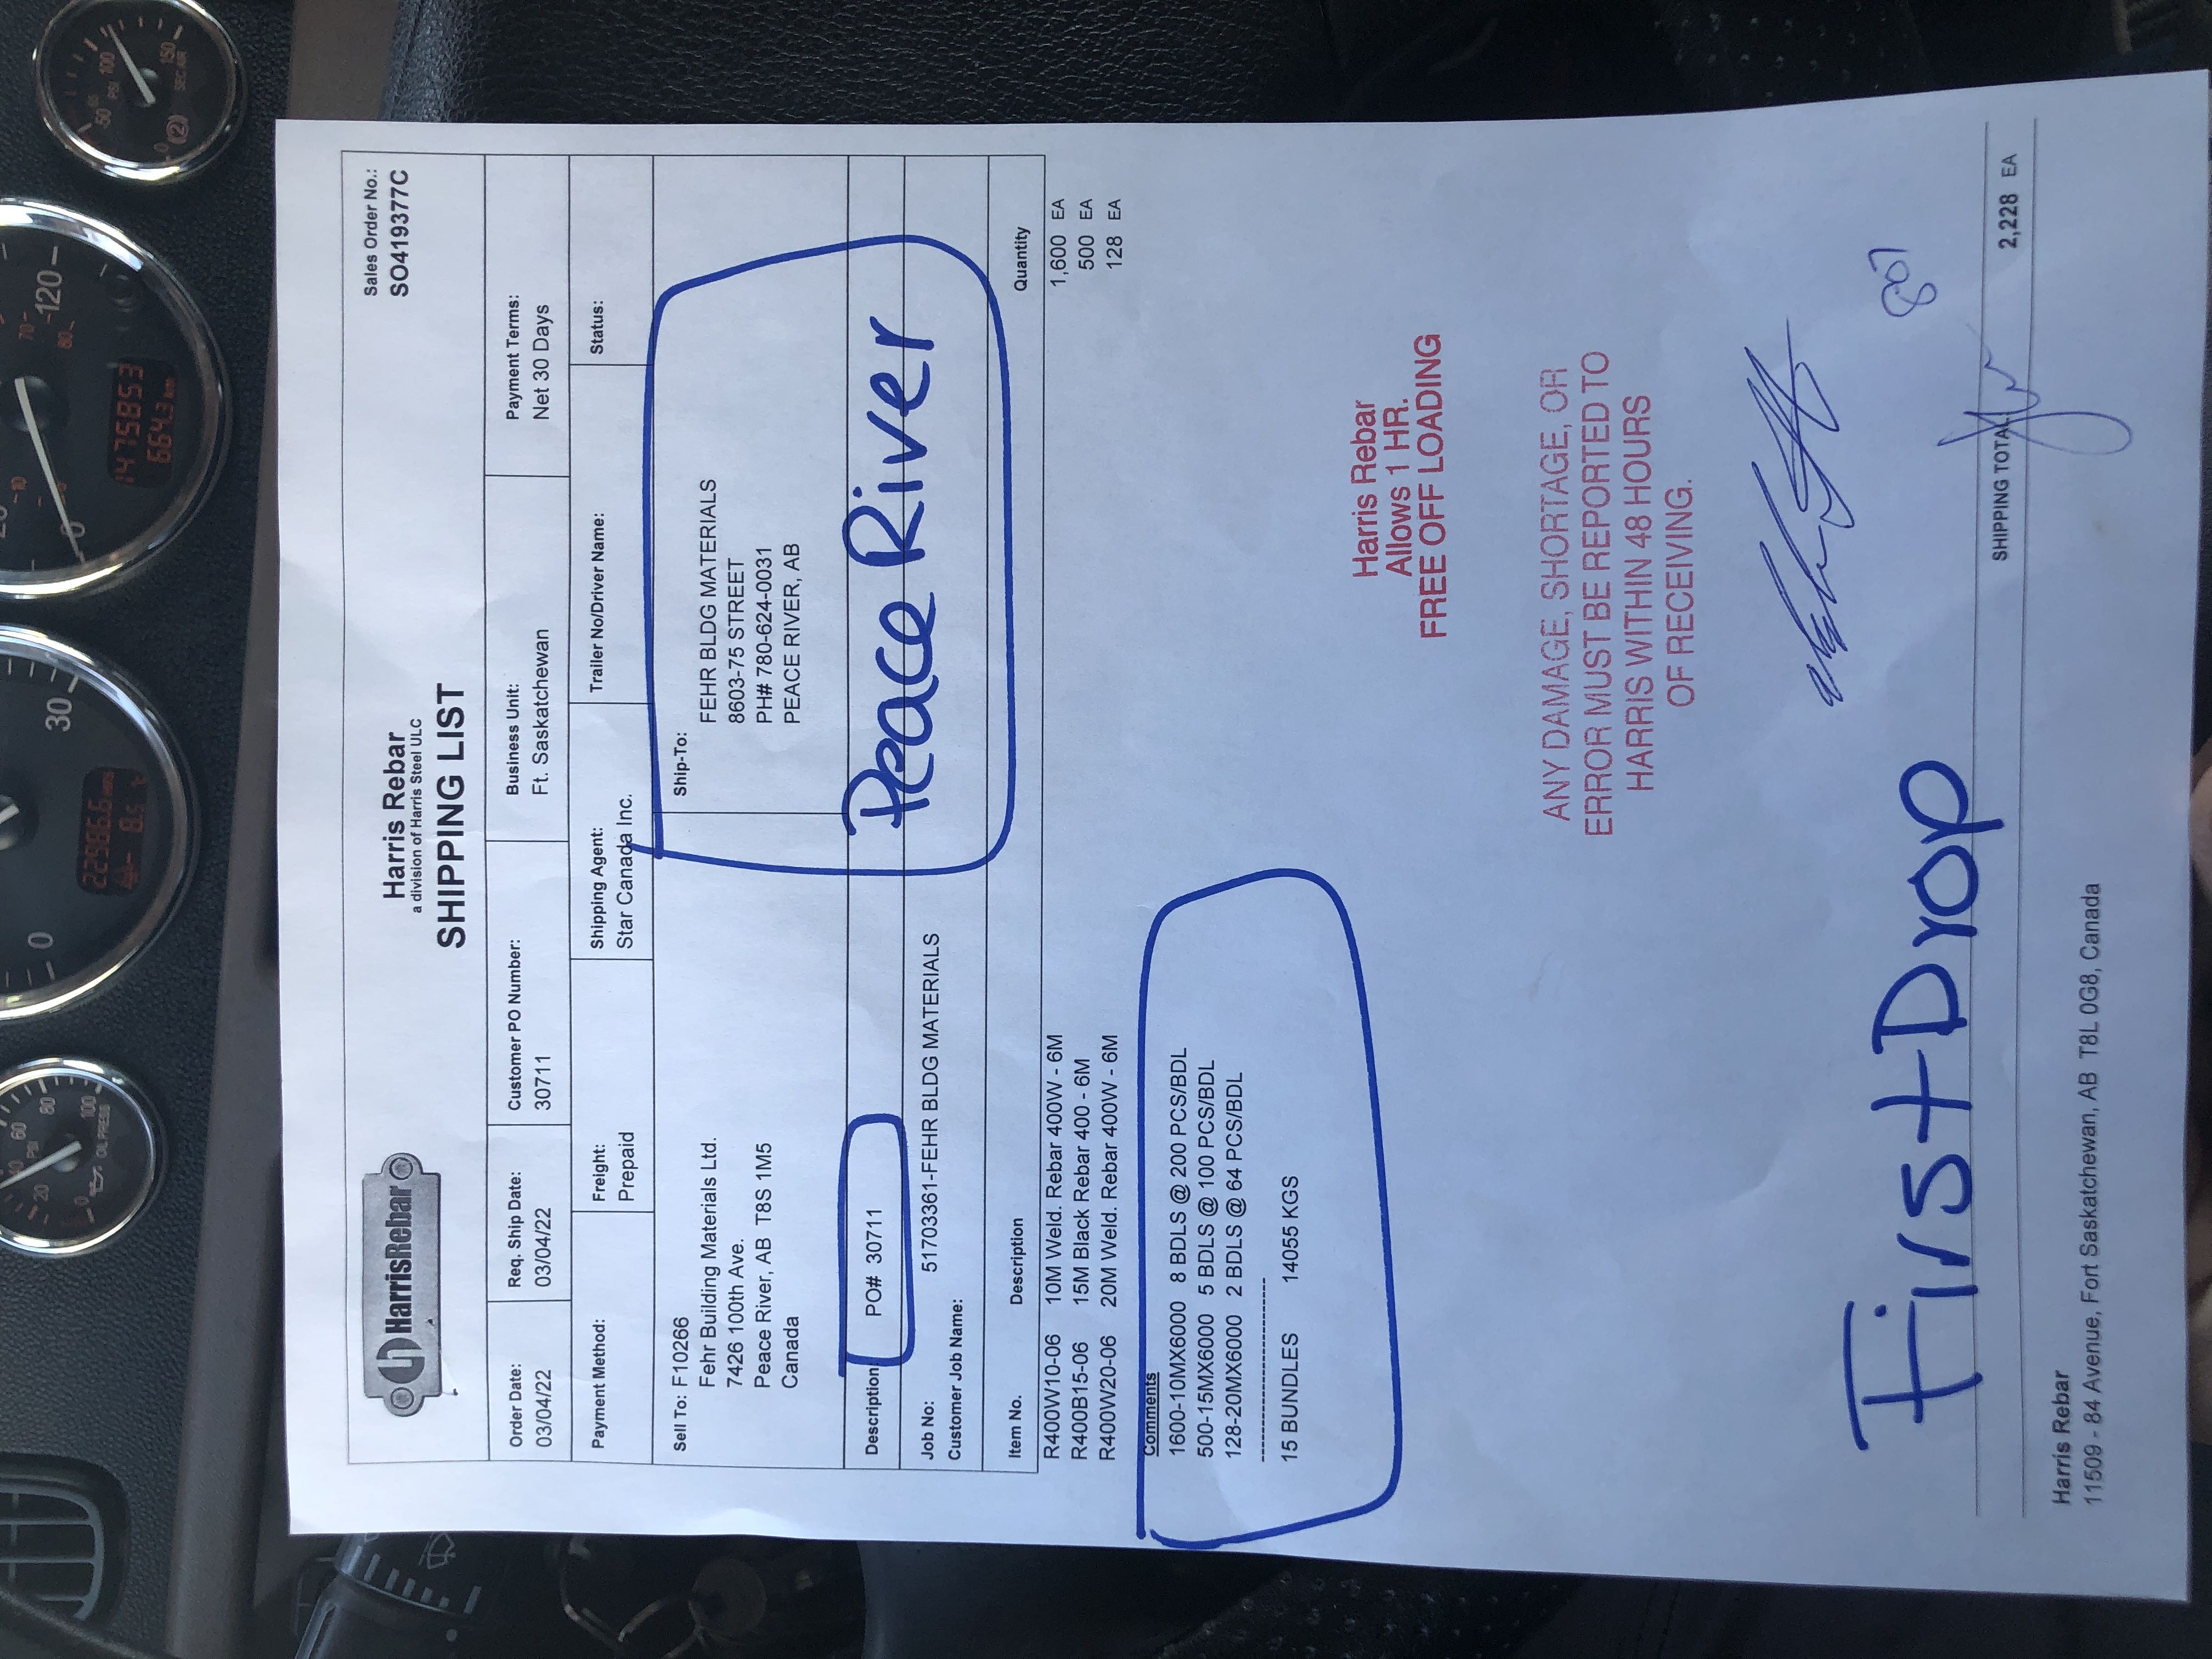 20
40
60
80
100
0
PSI
OIL PRESS
0
30
22986.6 HRS
8.5 °C
20
10
0
70
80
120
1475853
664.3 km
50
100
PSI
0
150
(2)
SEC AIR
HarrisRebar
Harris Rebar
a division of Harris Steel ULC
SHIPPING LIST
Sales Order No.:
SO419377C
Order Date:
03/04/22
Req. Ship Date:
03/04/22
Customer PO Number:
30711
Business Unit:
Ft. Saskatchewan
Payment Terms:
Net 30 Days
Payment Method:
Freight:
Prepaid
Shipping Agent:
Star Canada Inc.
Trailer No/Driver Name:
Status:
Sell To: F10266
Fehr Building Materials Ltd.
7426 100th Ave.
Peace River, AB T8S 1M5
Canada
Ship-To:
FEHR BLDG MATERIALS
8603-75 STREET
PH# 780-624-0031
PEACE RIVER, AB
Peace River
Description: PO# 30711
Job No: 51703361-FEHR BLDG MATERIALS
Customer Job Name:
Item No. Description Quantity
R400W10-06 10M Weld. Rebar 400W - 6M 1,600 EA
R400B15-06 15M Black Rebar 400 - 6M 500 EA
R400W20-06 20M Weld. Rebar 400W - 6M 128 EA
Comments
1600-10MX6000 8 BDLS @ 200 PCS/BDL
500-15MX6000 5 BDLS @ 100 PCS/BDL
128-20MX6000 2 BDLS @ 64 PCS/BDL
--------------------------
15 BUNDLES 14055 KGS
Harris Rebar
Allows 1 HR.
FREE OFF LOADING
ANY DAMAGE, SHORTAGE, OR
ERROR MUST BE REPORTED TO
HARRIS WITHIN 48 HOURS
OF RECEIVING.
807
First Drop
SHIPPING TOTAL: 2,228 EA
Harris Rebar
11509 - 84 Avenue, Fort Saskatchewan, AB T8L 0G8, Canada